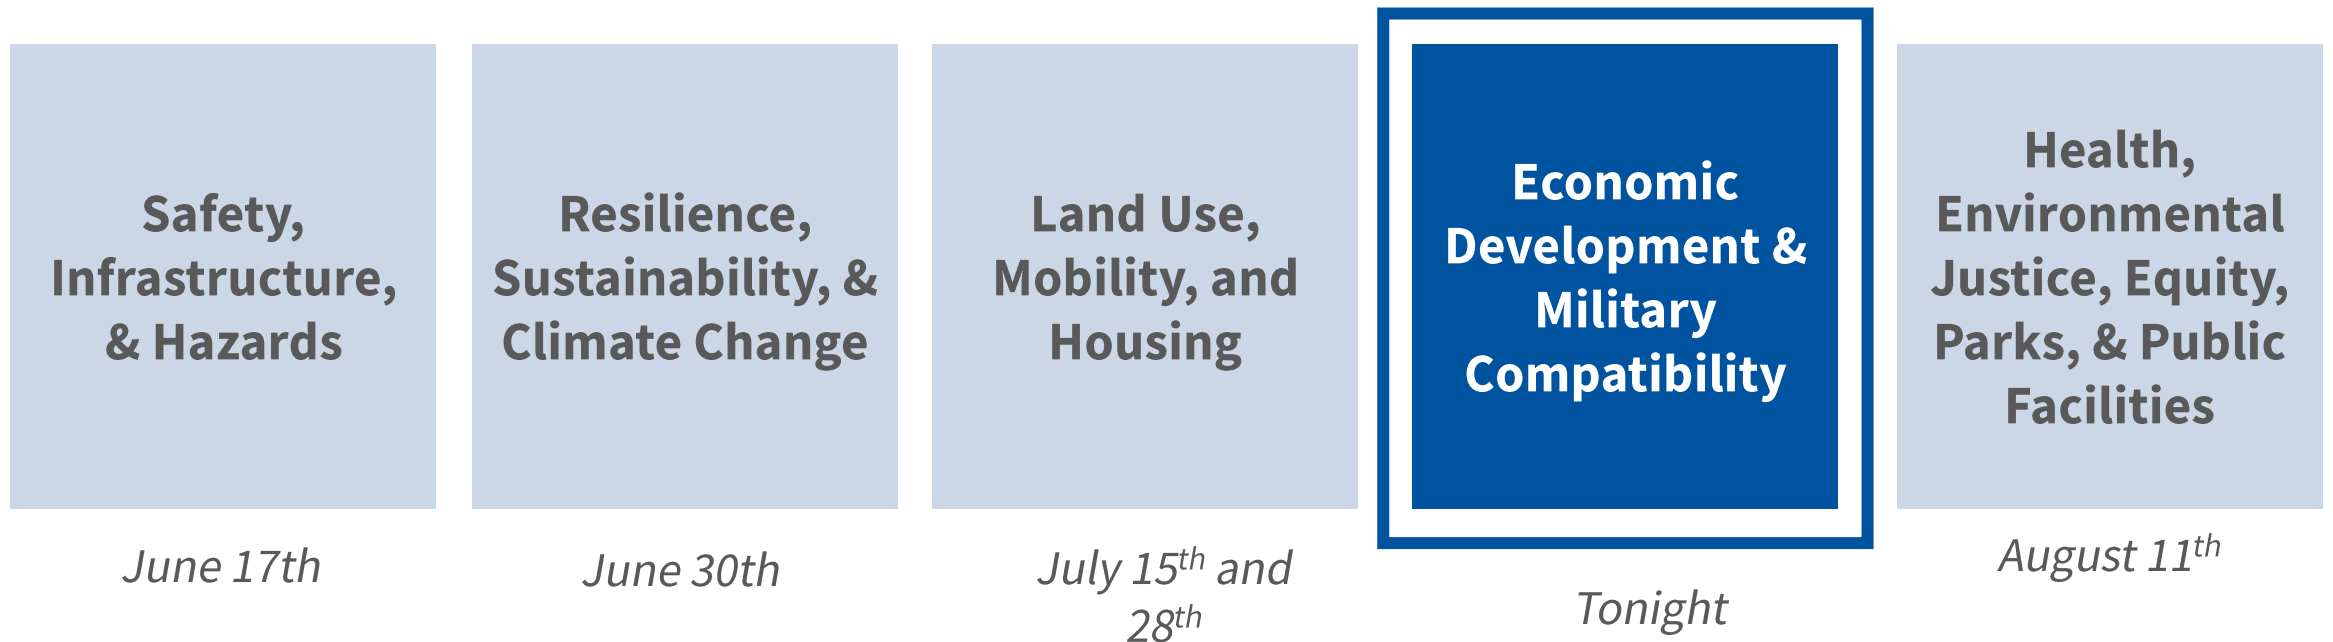 Safety,
Infrastructure,
& Hazards
June 17th
Resilience,
Sustainability, &
Climate Change
June 30th
Land Use,
Mobility, and
Housing
July 15th and
28th
Economic
Development &
Military
Compatibility
Tonight
Health,
Environmental
Justice, Equity,
Parks, & Public
Facilities
August 11th